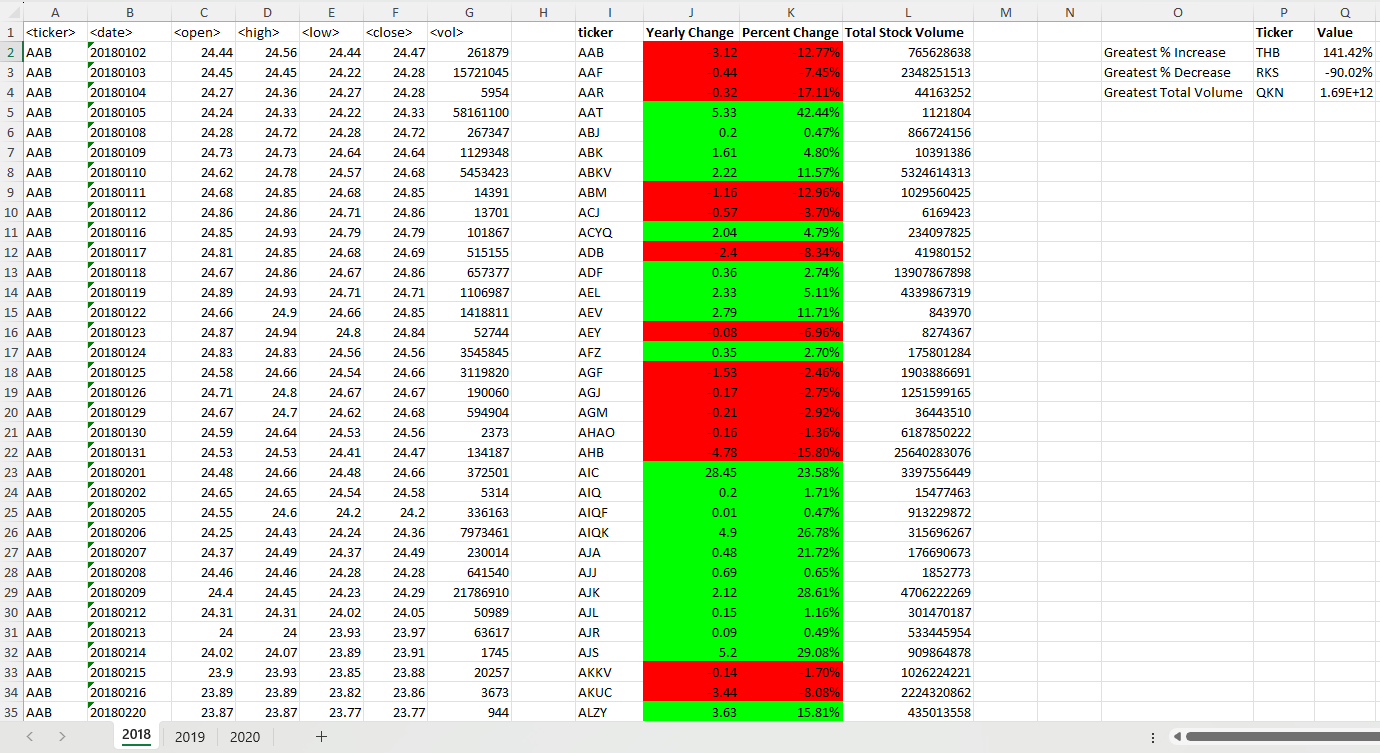 A B C D E F G H I J K L M N O P Q
1 <ticker> <date> <open> <high> <low> <close> <vol> ticker Yearly Change Percent Change Total Stock Volume Ticker Value
2 AAB 20180102 24.44 24.56 24.44 24.47 261879 AAB -3.12 -12.77% 765628638 Greatest % Increase THB 141.42%
3 AAB 20180103 24.45 24.45 24.22 24.28 15721045 AAF -0.44 -7.45% 2348251513 Greatest % Decrease RKS -90.02%
4 AAB 20180104 24.27 24.36 24.27 24.28 5954 AAR -0.32 -17.11% 44163252 Greatest Total Volume QKN 1.69E+12
5 AAB 20180105 24.24 24.33 24.22 24.33 58161100 AAT 5.33 42.44% 1121804
6 AAB 20180108 24.28 24.72 24.28 24.72 267347 ABJ 0.2 0.47% 866724156
7 AAB 20180109 24.73 24.73 24.64 24.64 1129348 ABK 1.61 4.80% 10391386
8 AAB 20180110 24.62 24.78 24.57 24.68 5453423 ABKV 2.22 11.57% 5324614313
9 AAB 20180111 24.68 24.85 24.68 24.85 14391 ABM -1.16 -12.96% 1029560425
10 AAB 20180112 24.86 24.86 24.71 24.86 13701 ACJ -0.57 -3.70% 6169423
11 AAB 20180116 24.85 24.93 24.79 24.79 101867 ACYQ 2.04 4.79% 234097825
12 AAB 20180117 24.81 24.85 24.68 24.69 515155 ADB -2.4 -8.34% 41980152
13 AAB 20180118 24.67 24.86 24.67 24.86 657377 ADF 0.36 2.74% 13907867898
14 AAB 20180119 24.89 24.93 24.71 24.71 1106987 AEL 2.33 5.11% 4339867319
15 AAB 20180122 24.66 24.9 24.66 24.85 1418811 AEV 2.79 11.71% 843970
16 AAB 20180123 24.87 24.94 24.8 24.84 52744 AEY -0.08 -6.96% 8274367
17 AAB 20180124 24.83 24.83 24.56 24.56 3545845 AFZ 0.35 2.70% 175801284
18 AAB 20180125 24.58 24.66 24.54 24.66 3119820 AGF -1.53 -2.46% 1903886691
19 AAB 20180126 24.71 24.8 24.67 24.67 190060 AGJ -0.17 -2.75% 1251599165
20 AAB 20180129 24.67 24.7 24.62 24.68 594904 AGM -0.21 -2.92% 36443510
21 AAB 20180130 24.59 24.64 24.53 24.56 2373 AHAO -0.16 -1.36% 6187850222
22 AAB 20180131 24.53 24.53 24.41 24.47 134187 AHB -4.78 -15.80% 25640283076
23 AAB 20180201 24.48 24.66 24.48 24.66 372501 AIC 28.45 23.58% 3397556449
24 AAB 20180202 24.65 24.65 24.54 24.58 5314 AIQ 0.2 1.71% 15477463
25 AAB 20180205 24.55 24.6 24.2 24.2 336163 AIQF 0.01 0.47% 913229872
26 AAB 20180206 24.25 24.43 24.24 24.36 7973461 AIQK 4.9 26.78% 315696267
27 AAB 20180207 24.37 24.49 24.37 24.49 230014 AJA 0.48 21.72% 176690673
28 AAB 20180208 24.46 24.46 24.28 24.28 641540 AJJ 0.69 0.65% 1852773
29 AAB 20180209 24.4 24.45 24.23 24.29 21786910 AJK 2.12 28.61% 4706222269
30 AAB 20180212 24.31 24.31 24.02 24.05 50989 AJL 0.15 1.16% 301470187
31 AAB 20180213 24 24 23.93 23.97 63617 AJR 0.09 0.49% 533445954
32 AAB 20180214 24.02 24.07 23.89 23.91 1745 AJS 5.2 29.08% 909864878
33 AAB 20180215 23.9 23.93 23.85 23.88 20257 AKKV -0.14 -1.70% 1026224221
34 AAB 20180216 23.89 23.89 23.82 23.86 3673 AKUC -3.44 -8.08% 2224320862
35 AAB 20180220 23.87 23.87 23.77 23.77 944 ALZY 3.63 15.81% 435013558
2018 2019 2020